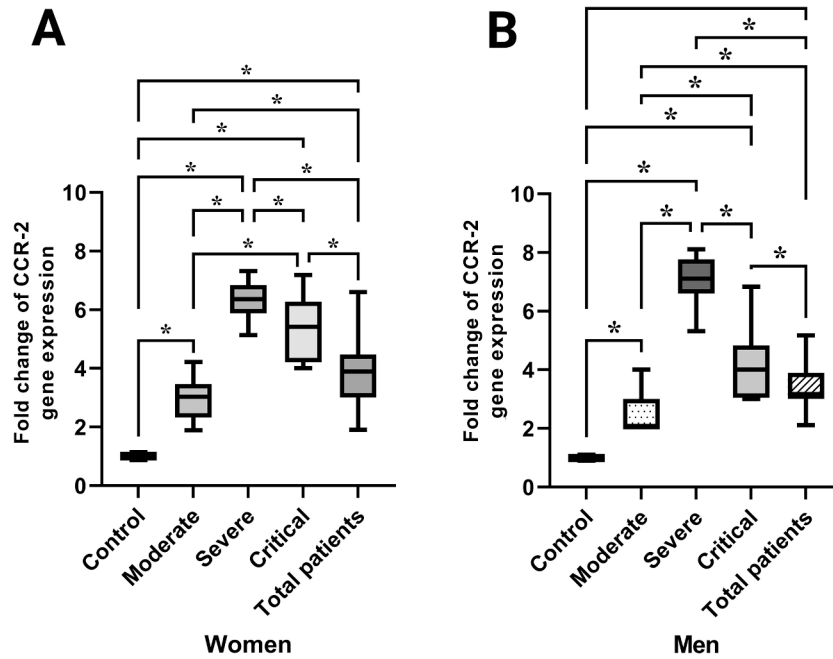 A
B
*
*
*
*
*
*
*
*
*
*
Fold change of CCR-2
gene expression
10
8
6
4
2
0
Control
Moderate
Severe
Critical
Total patients
Women
*
*
*
*
*
*
*
*
*
Fold change of CCR-2
gene expression
10
8
6
4
2
0
Control
Moderate
Severe
Critical
Total patients
Men